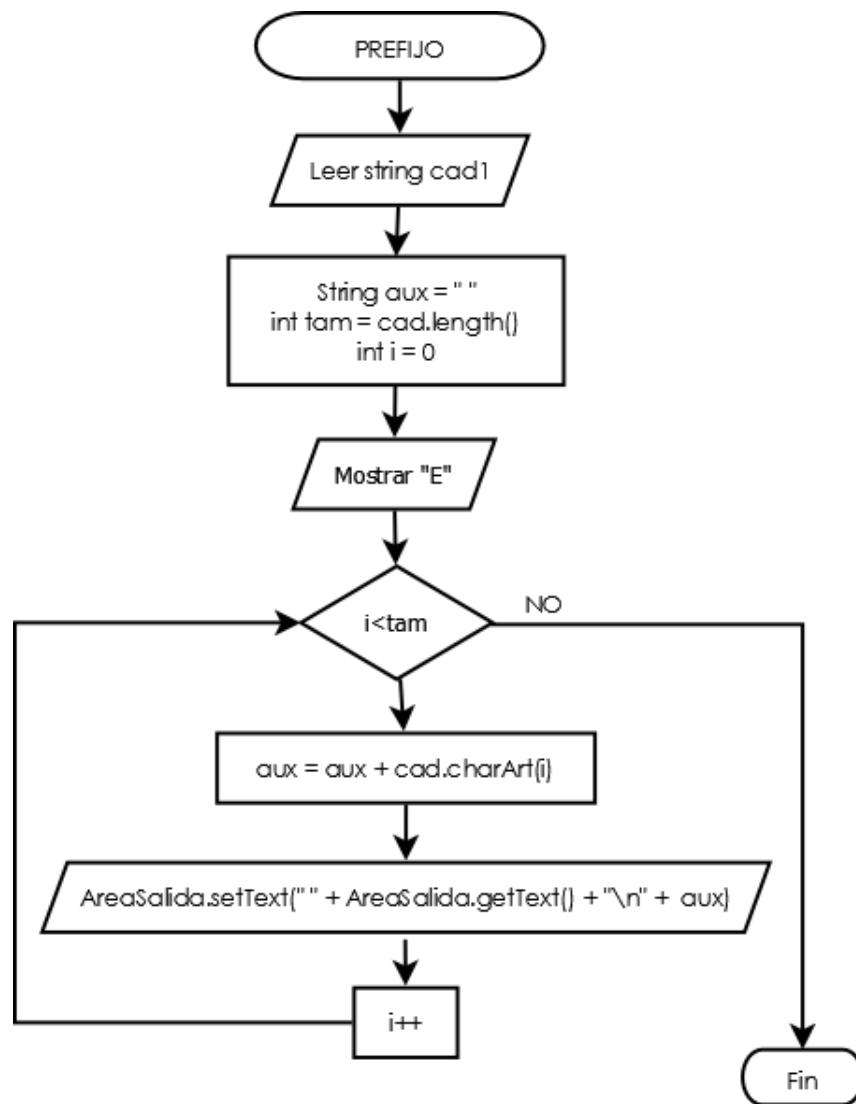 PREFIJO
Leer string cad1
String aux = " "
int tam = cad.length()
int i = 0
Mostrar "E"
i<tam
NO
aux = aux + cad.charArt(i)
AreaSalida.setText(" " + AreaSalida.getText() + "\n" + aux)
i++
Fin